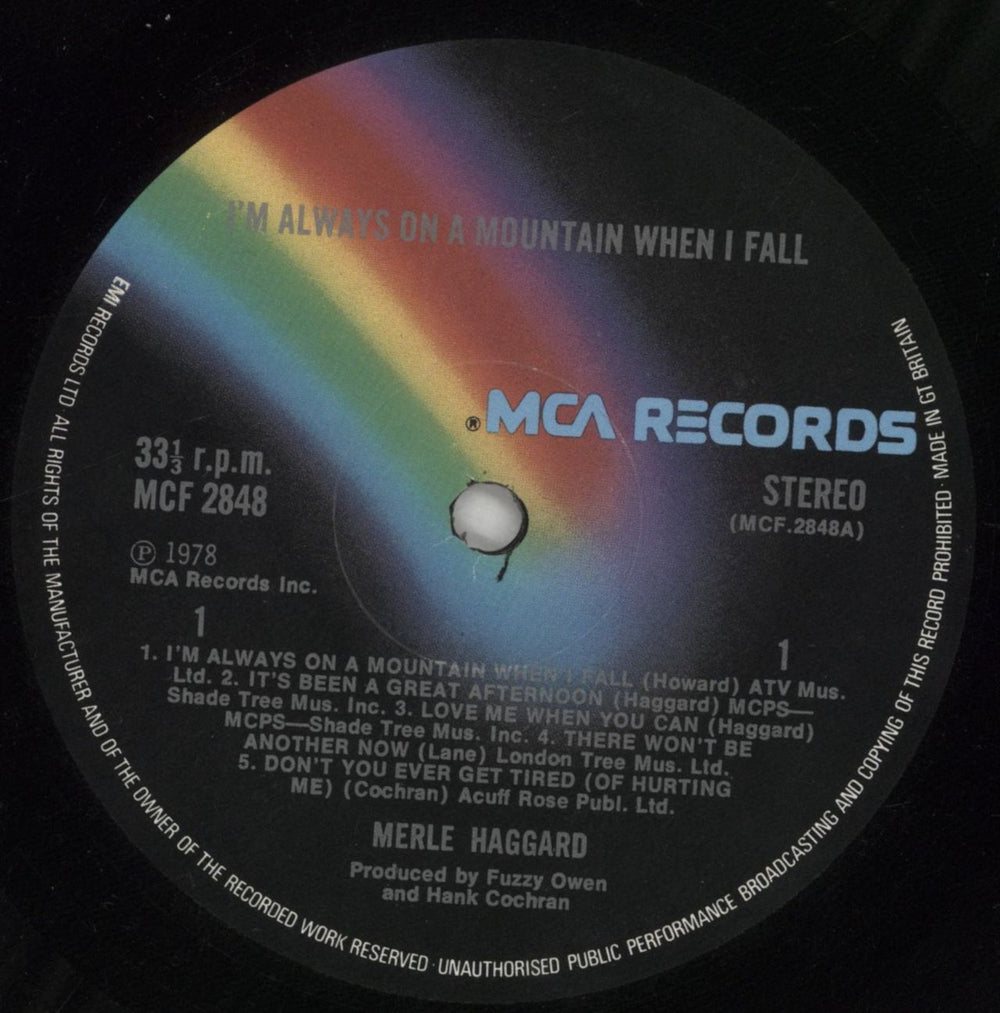 I'M ALWAYS ON A MOUNTAIN WHEN I FALL
® MCA RECORDS
33⅓ r.p.m.
MCF 2848
STEREO
(MCF.2848A)
℗ 1978
MCA Records Inc.
1
1
1. I'M ALWAYS ON A MOUNTAIN WHEN I FALL (Howard) ATV Mus.
Ltd. 2. IT'S BEEN A GREAT AFTERNOON (Haggard) MCPS—
Shade Tree Mus. Inc. 3. LOVE ME WHEN YOU CAN (Haggard)
MCPS—Shade Tree Mus. Inc. 4. THERE WON'T BE
ANOTHER NOW (Lane) London Tree Mus. Ltd.
5. DON'T YOU EVER GET TIRED (OF HURTING
ME) (Cochran) Acuff Rose Publ. Ltd.
MERLE HAGGARD
Produced by Fuzzy Owen
and Hank Cochran
EMI RECORDS LTD ALL RIGHTS OF THE MANUFACTURER AND OF THE OWNER OF THE RECORDED WORK RESERVED · UNAUTHORISED PUBLIC PERFORMANCE BROADCASTING AND COPYING OF THIS RECORD PROHIBITED · MADE IN GT BRITAIN